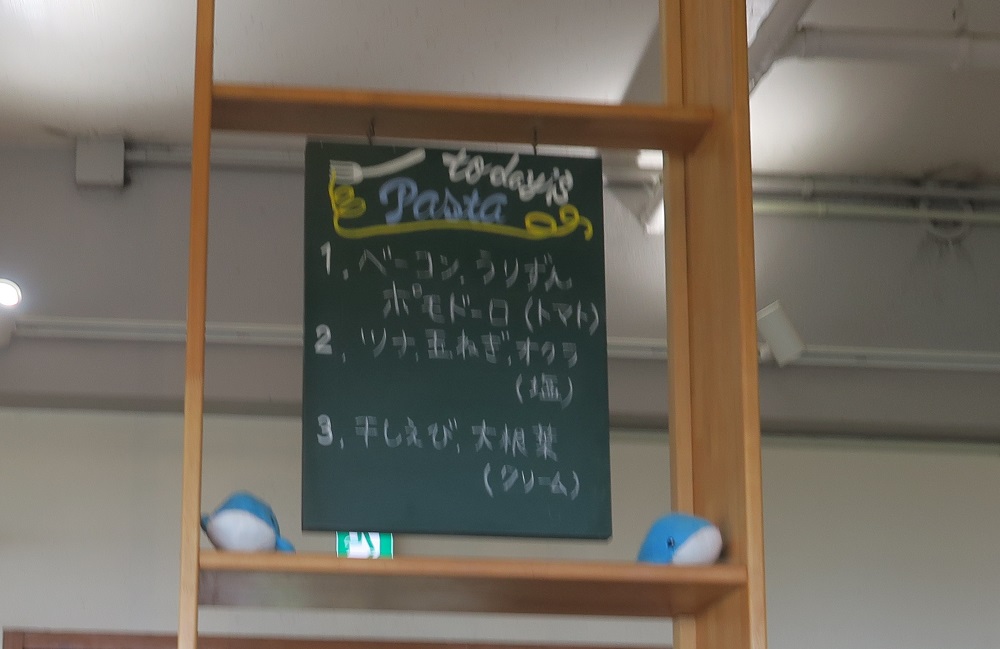 today's
Pasta
1. ベーコン, うりずん
ポモドーロ (トマト)
2. ツナ, 玉ねぎ, オクラ
(塩)
3. 干しえび, 大根葉
(クリーム)